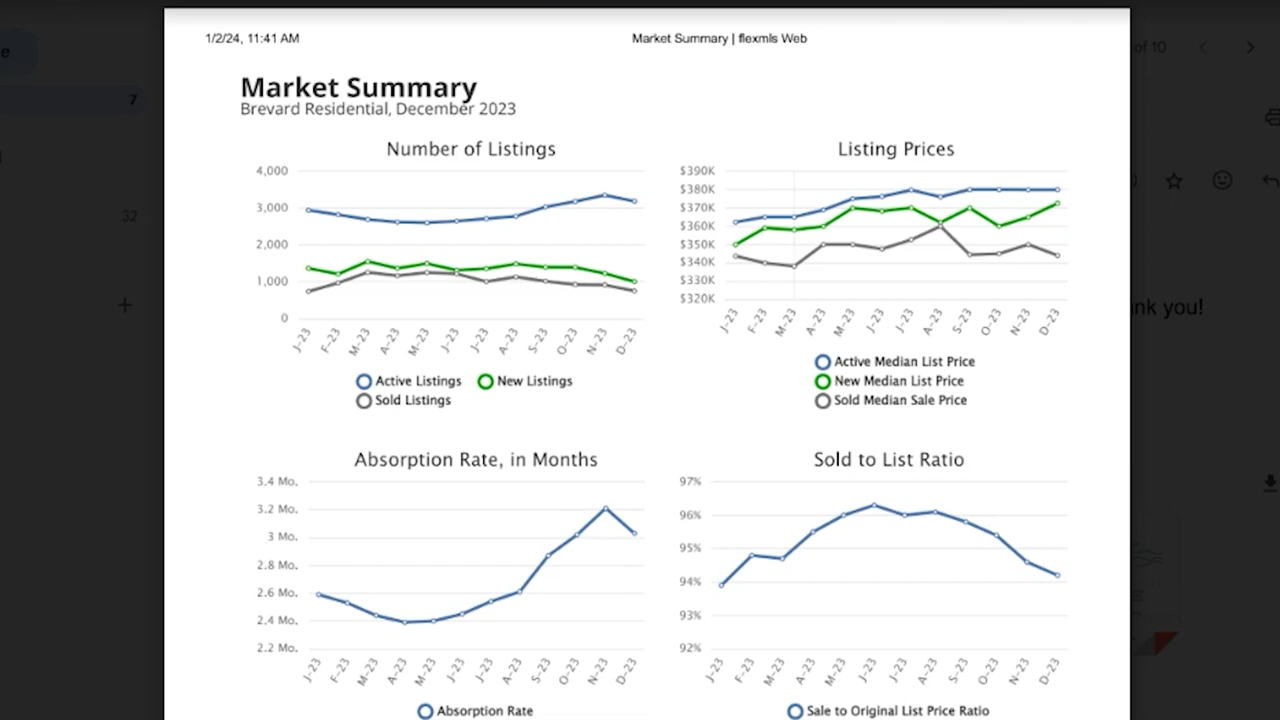 1/2/24, 11:41 AM
Market Summary | flexmls Web
of 10
e
7
32
nk you!
Market Summary
Brevard Residential, December 2023
Number of Listings
4,000
3,000
2,000
1,000
0
J-23 F-23 M-23 A-23 M-23 J-23 J-23 A-23 S-23 O-23 N-23 D-23
Active Listings New Listings
Sold Listings
Listing Prices
$390K
$380K
$370K
$360K
$350K
$340K
$330K
$320K
J-23 F-23 M-23 A-23 M-23 J-23 J-23 A-23 S-23 O-23 N-23 D-23
Active Median List Price
New Median List Price
Sold Median Sale Price
Absorption Rate, in Months
3.4 Mo.
3.2 Mo.
3 Mo.
2.8 Mo.
2.6 Mo.
2.4 Mo.
2.2 Mo.
J-23 F-23 M-23 A-23 M-23 J-23 J-23 A-23 S-23 O-23 N-23 D-23
Absorption Rate
Sold to List Ratio
97%
96%
95%
94%
93%
92%
J-23 F-23 M-23 A-23 M-23 J-23 J-23 A-23 S-23 O-23 N-23 D-23
Sale to Original List Price Ratio